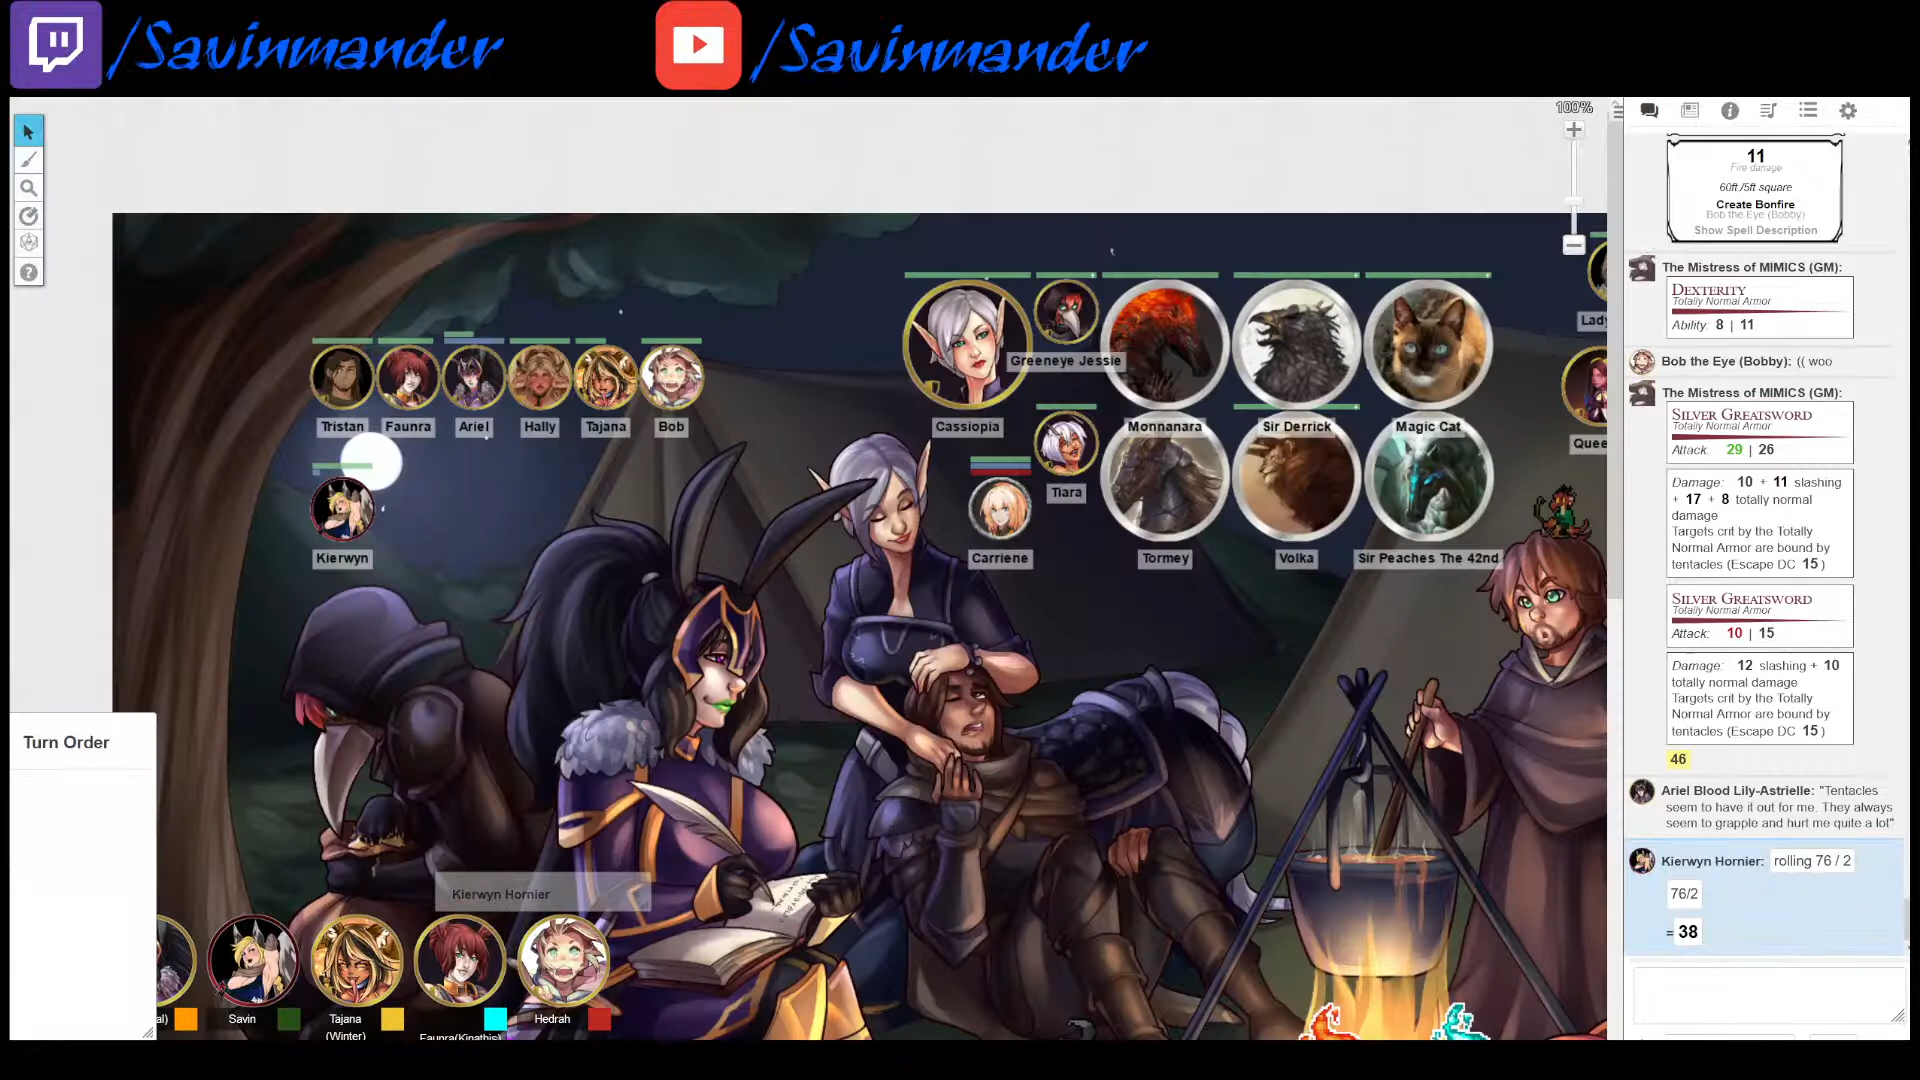 /Savinmander
/Savinmander
100%
11
Fire damage
60ft./5ft square
Create Bonfire
Bob the Eye (Bobby)
Show Spell Description
The Mistress of MIMICS (GM):
DEXTERITY
Totally Normal Armor
Ability: 8 | 11
Bob the Eye (Bobby): (( woo
The Mistress of MIMICS (GM):
SILVER GREATSWORD
Totally Normal Armor
Attack: 29 | 26
Damage: 10 + 11 slashing
+ 17 + 8 totally normal
damage
Targets crit by the Totally
Normal Armor are bound by
tentacles (Escape DC 15 )
SILVER GREATSWORD
Totally Normal Armor
Attack: 10 | 15
Damage: 12 slashing + 10
totally normal damage
Targets crit by the Totally
Normal Armor are bound by
tentacles (Escape DC 15 )
46
Ariel Blood Lily-Astrielle: "Tentacles
seem to have it out for me. They always
seem to grapple and hurt me quite a lot"
Kierwyn Hornier: rolling 76 / 2
76/2
= 38
Tristan
Faunra
Ariel
Hally
Tajana
Bob
Kierwyn
Greeneye Jessie
Cassiopia
Monnanara
Sir Derrick
Magic Cat
Tiara
Carriene
Tormey
Volka
Sir Peaches The 42nd
Lady
Quee
Turn Order
Kierwyn Hornier
al)
Savin
Tajana
(Winter)
Faunra(Kinathis)
Hedrah